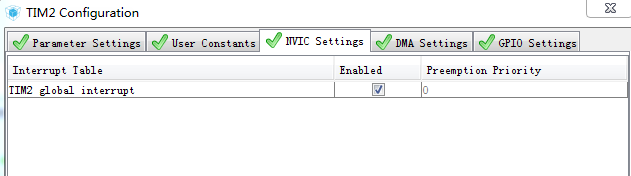 TIM2 Configuration
Parameter Settings User Constants NVIC Settings DMA Settings GPIO Settings
Interrupt Table Enabled Preemption Priority
TIM2 global interrupt 0